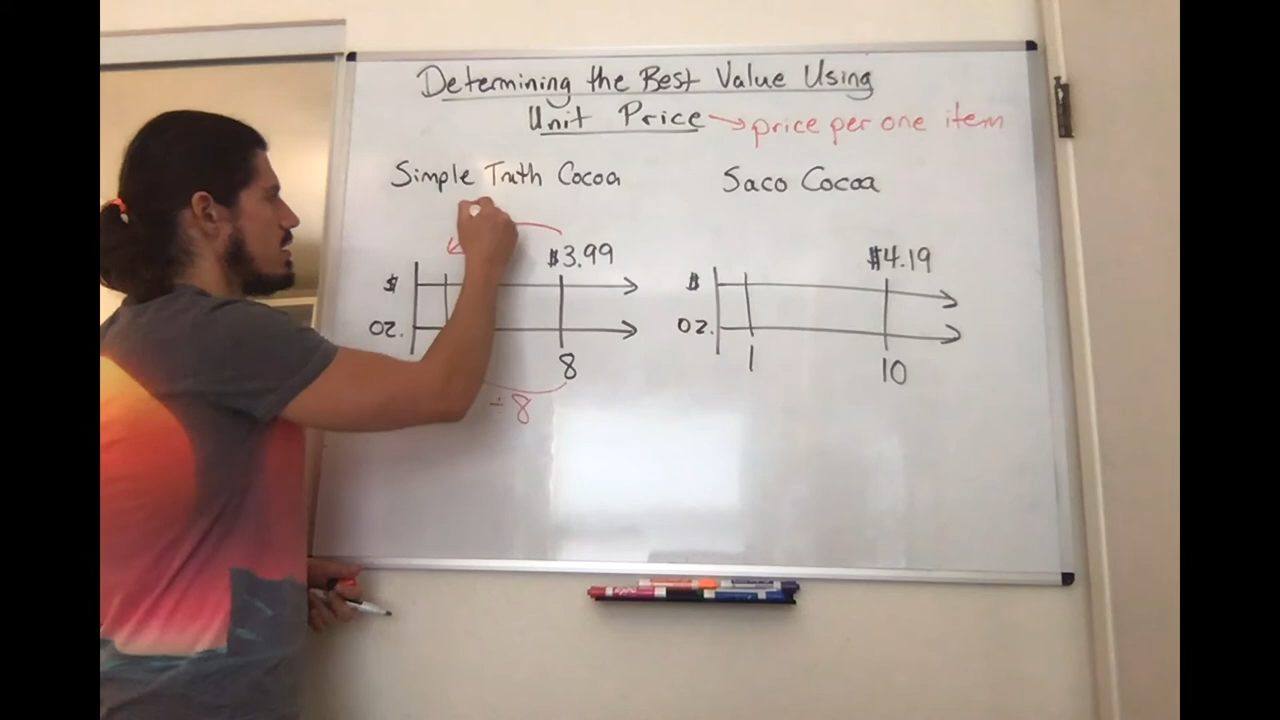 Determining the Best Value Using
Unit Price → price per one item
Simple Truth Cocoa
Saco Cocoa
$3.99
$4.19
$
$
oz.
oz.
8
1
10
÷8